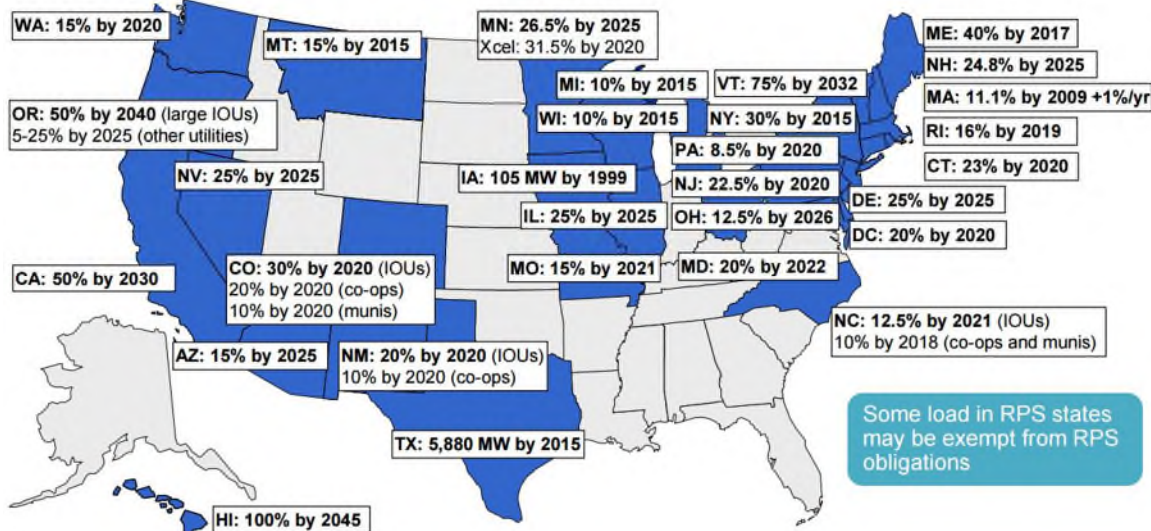 WA: 15% by 2020
MT: 15% by 2015
MN: 26.5% by 2025
Xcel: 31.5% by 2020
ME: 40% by 2017
NH: 24.8% by 2025
MI: 10% by 2015
VT: 75% by 2032
MA: 11.1% by 2009 +1%/yr
OR: 50% by 2040 (large IOUs)
5-25% by 2025 (other utilities)
WI: 10% by 2015
NY: 30% by 2015
RI: 16% by 2019
PA: 8.5% by 2020
CT: 23% by 2020
NV: 25% by 2025
IA: 105 MW by 1999
NJ: 22.5% by 2020
DE: 25% by 2025
IL: 25% by 2025
OH: 12.5% by 2026
DC: 20% by 2020
MO: 15% by 2021
MD: 20% by 2022
CA: 50% by 2030
CO: 30% by 2020 (IOUs)
20% by 2020 (co-ops)
10% by 2020 (munis)
NC: 12.5% by 2021 (IOUs)
10% by 2018 (co-ops and munis)
AZ: 15% by 2025
NM: 20% by 2020 (IOUs)
10% by 2020 (co-ops)
Some load in RPS states
may be exempt from RPS
obligations
TX: 5,880 MW by 2015
HI: 100% by 2045